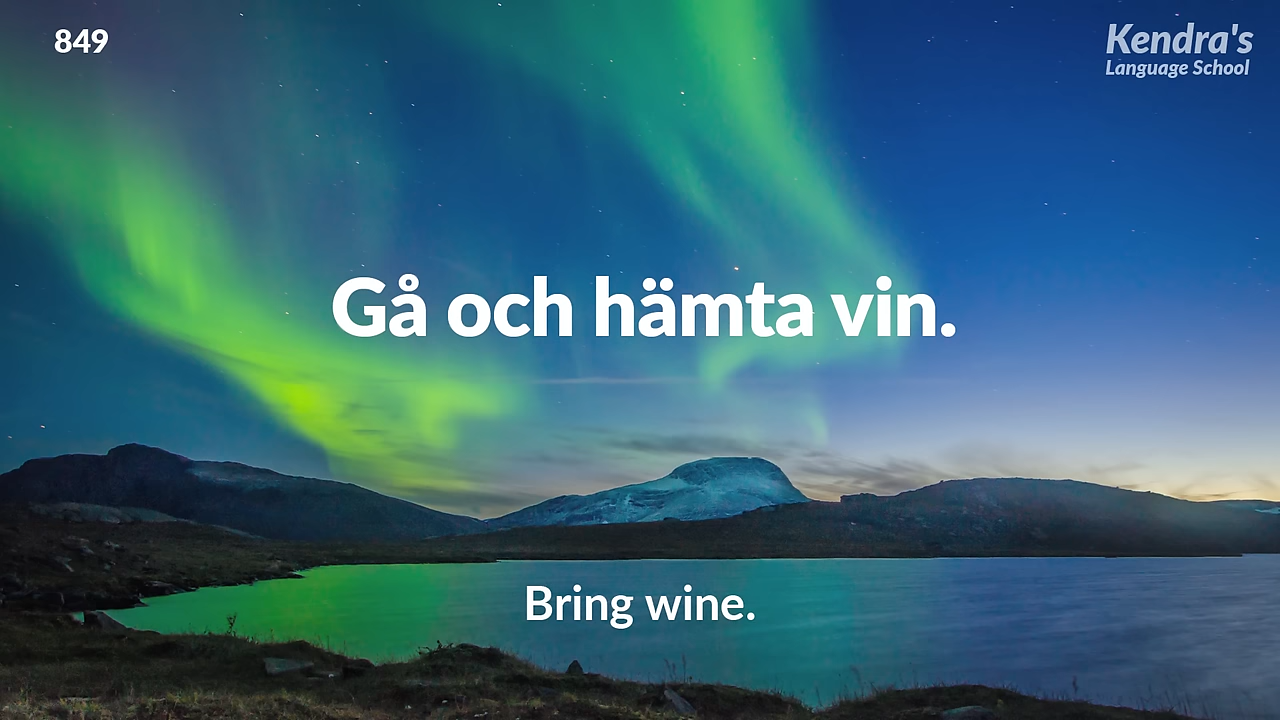 849
Kendra's
Language School
Gå och hämta vin.
Bring wine.